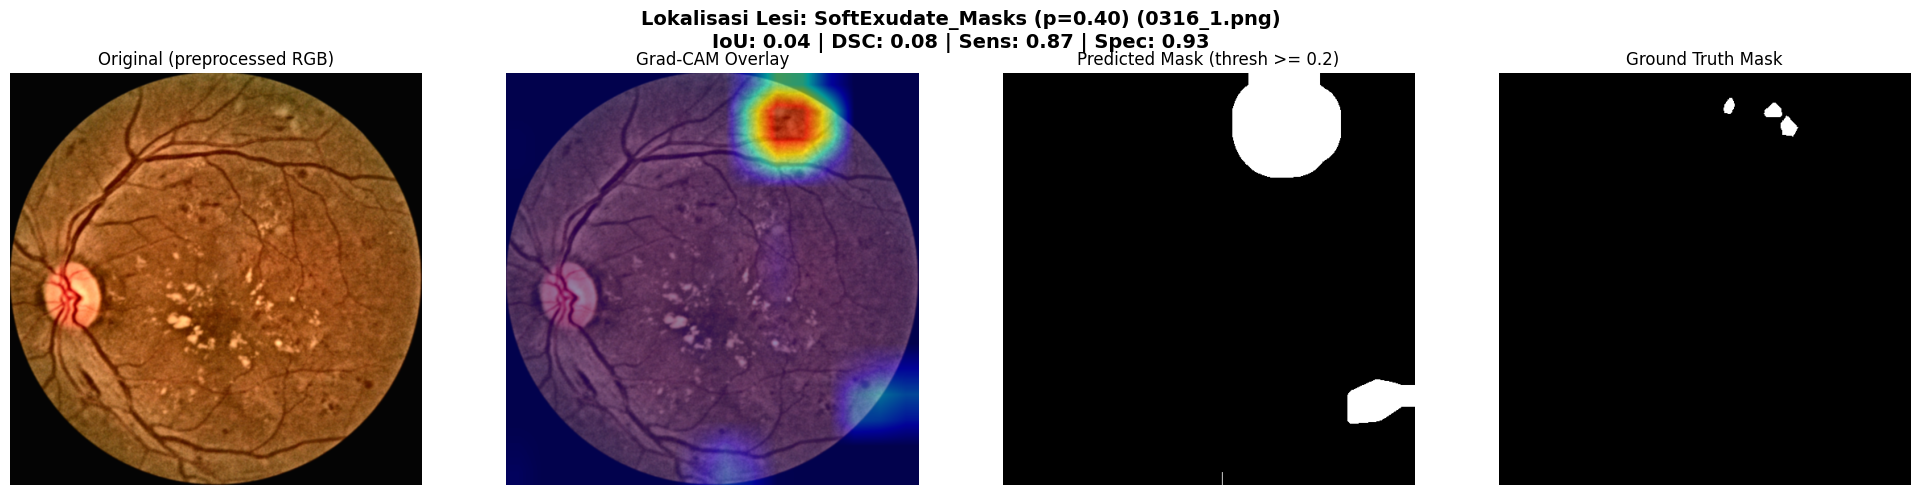 Lokalisasi Lesi: SoftExudate_Masks (p=0.40) (0316_1.png)
IoU: 0.04 | DSC: 0.08 | Sens: 0.87 | Spec: 0.93
Original (preprocessed RGB)
Grad-CAM Overlay
Predicted Mask (thresh >= 0.2)
Ground Truth Mask